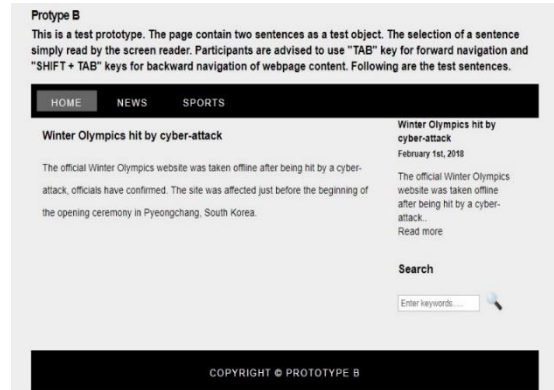 Protype B
This is a test prototype. The page contain two sentences as a test object. The selection of a sentence
simply read by the screen reader. Participants are advised to use "TAB" key for forward navigation and
"SHIFT + TAB" keys for backward navigation of webpage content. Following are the test sentences.
HOME NEWS SPORTS
Winter Olympics hit by cyber-attack
The official Winter Olympics website was taken offline after being hit by a cyber-
attack, officials have confirmed. The site was affected just before the beginning of
the opening ceremony in Pyeongchang, South Korea.
Winter Olympics hit by
cyber-attack
February 1st, 2018
The official Winter Olympics
website was taken offline
after being hit by a cyber-
attack..
Read more
Search
Enter keywords.....
COPYRIGHT © PROTOTYPE B